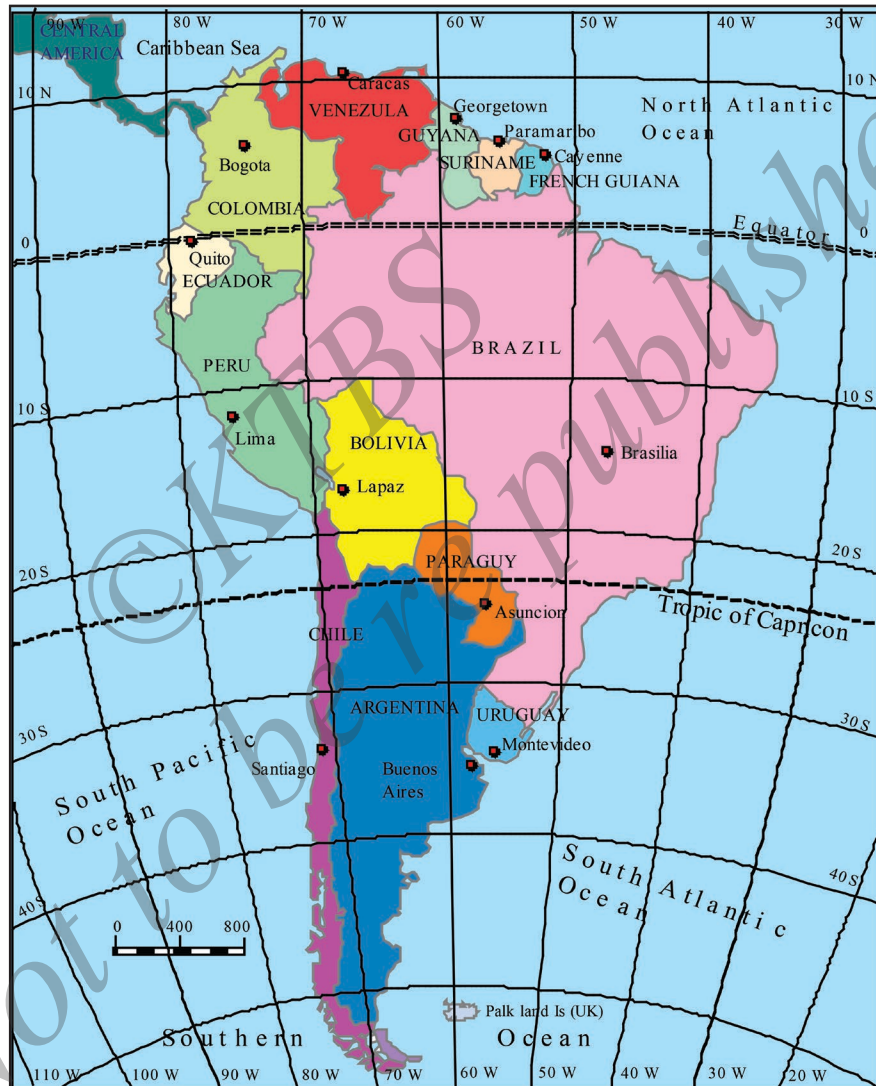 90 W
80 W
70 W
60 W
50 W
40 W
30 W
CENTRAL
AMERICA
Caribbean Sea
10 N
10 N
Caracas
VENEZULA
Georgetown
North Atlantic
Ocean
GUYANA
Paramaribo
Bogota
SURINAME
Cayenne
FRENCH GUIANA
COLOMBIA
Equator
0
0
Quito
ECUADOR
BRAZIL
PERU
10 S
10 S
Lima
BOLIVIA
Brasilia
Lapaz
20 S
20 S
PARAGUY
Asuncion
Tropic of Capricon
CHILE
30 S
30 S
ARGENTINA
URUGUAY
Montevideo
South Pacific
Ocean
Santiago
Buenos
Aires
South Atlantic
Ocean
40 S
40 S
0 400 800
Palk land Is (UK)
Southern Ocean
110 W
100 W
90 W
80 W
70 W
60 W
50 W
40 W
30 W
20 W
©KTBS
Not to be republished